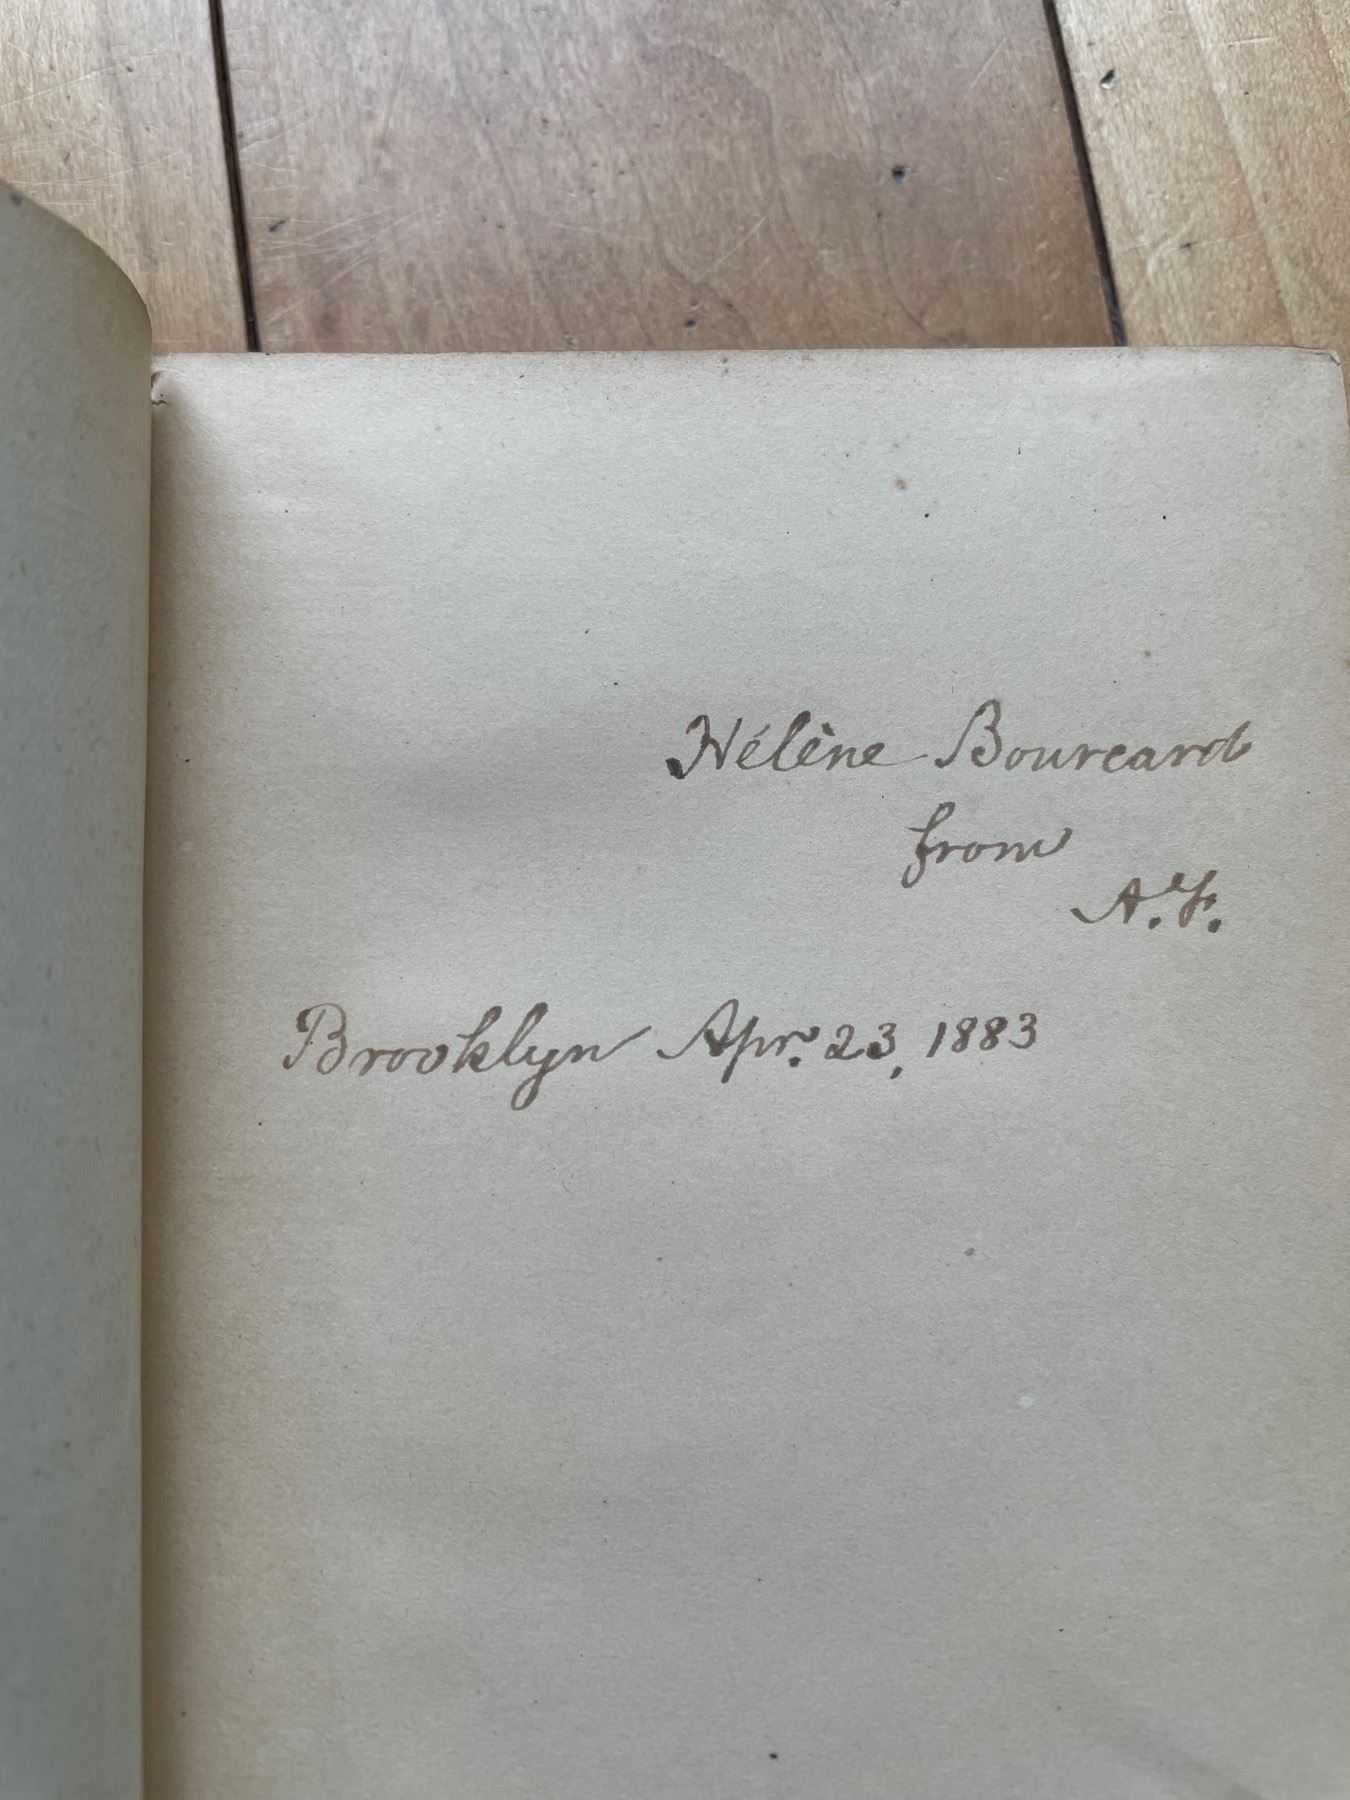 Hélène Bourcard
from
A.F.
Brooklyn Apr. 23, 1883